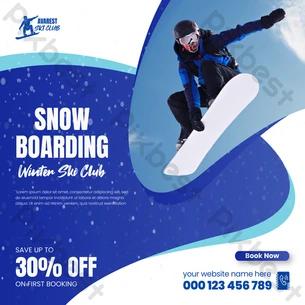 AVAREST
SKI CLUB
SNOW
BOARDING
Winter Ski Club
SAVE UP TO
30% OFF
ON-FIRST BOOKING
Book Now
your website name here
000 123 456 789
pikbest